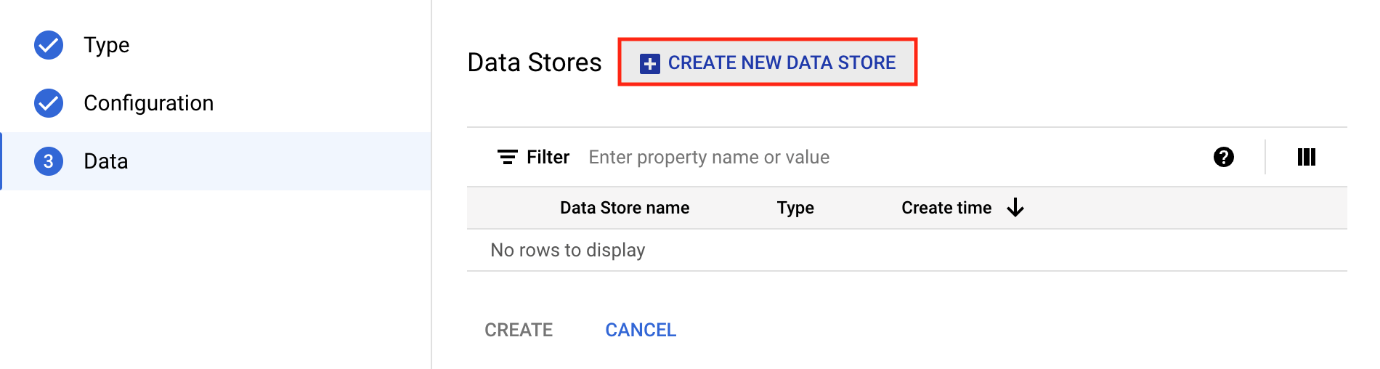 Type
Configuration
3 Data
Data Stores CREATE NEW DATA STORE
Filter Enter property name or value
Data Store name Type Create time
No rows to display
CREATE CANCEL